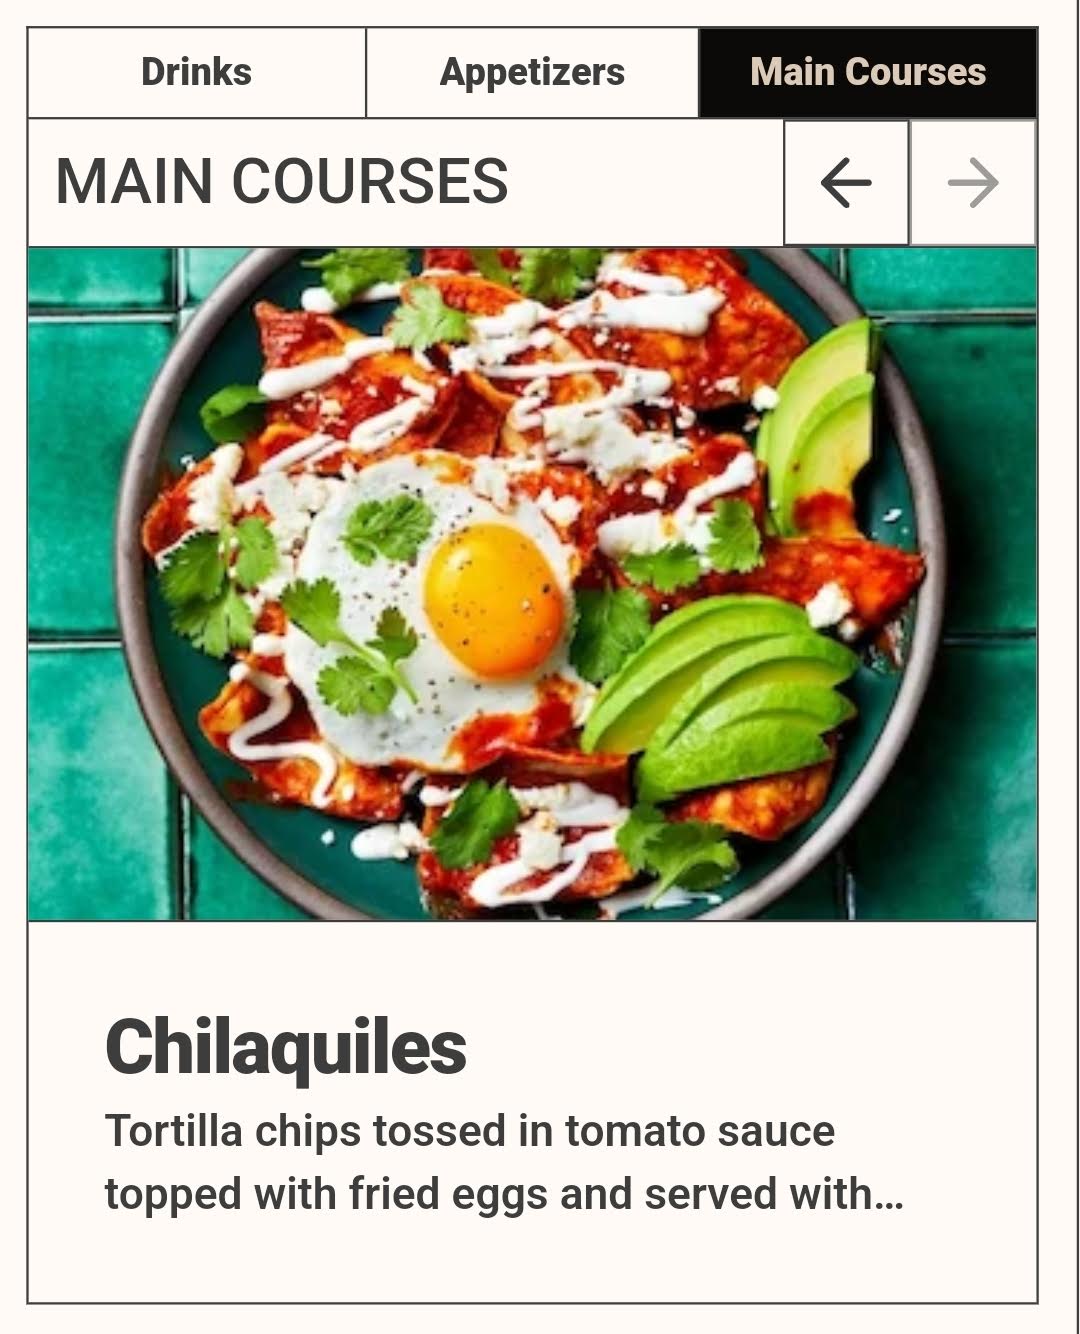 Drinks
Appetizers
Main Courses
MAIN COURSES
Chilaquiles
Tortilla chips tossed in tomato sauce
topped with fried eggs and served with...